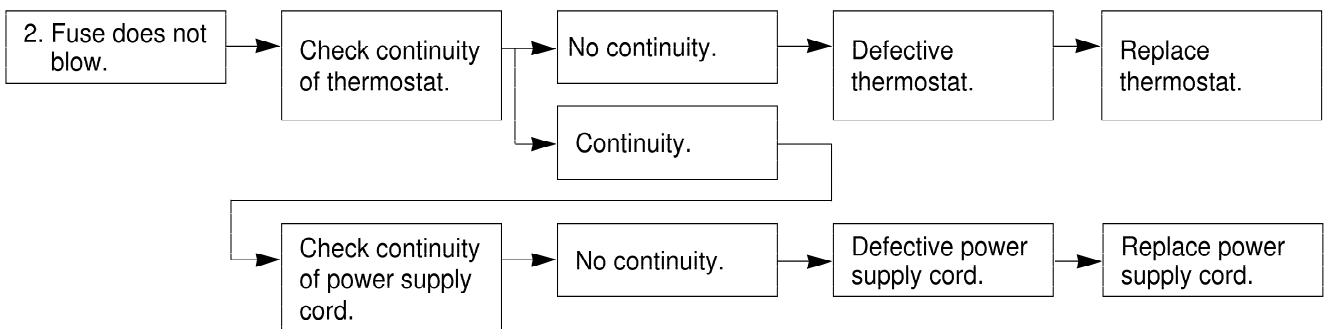 2. Fuse does not
blow.
Check continuity
of thermostat.
No continuity.
Defective
thermostat.
Replace
thermostat.
Continuity.
Check continuity
of power supply
cord.
No continuity.
Defective power
supply cord.
Replace power
supply cord.